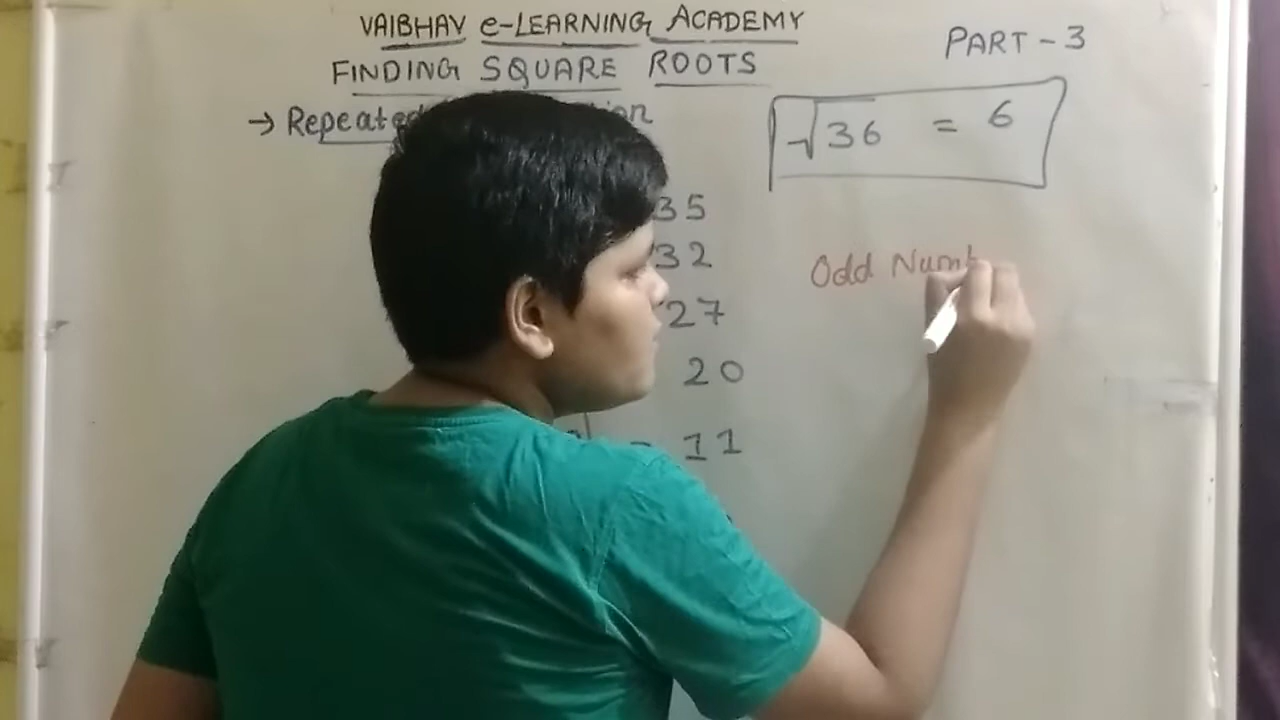 VAIBHAV e-LEARNING ACADEMY
FINDING SQUARE ROOTS
PART - 3
→ Repeated
√36 = 6
35
32
27
20
= 11
Odd Numb